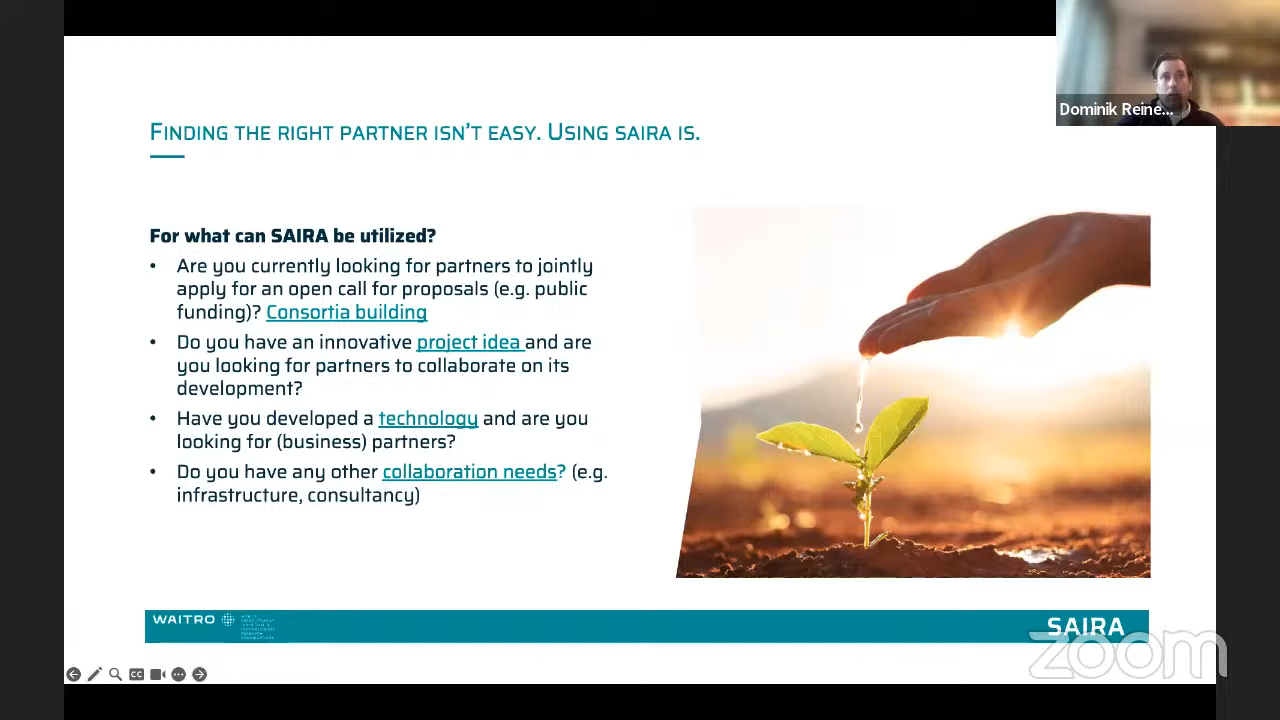 Dominik Reine...
FINDING THE RIGHT PARTNER ISN'T EASY. USING SAIRA IS.
For what can SAIRA be utilized?
• Are you currently looking for partners to jointly
apply for an open call for proposals (e.g. public
funding)? Consortia building
• Do you have an innovative project idea and are
you looking for partners to collaborate on its
development?
• Have you developed a technology and are you
looking for (business) partners?
• Do you have any other collaboration needs? (e.g.
infrastructure, consultancy)
WAITRO
SAIRA
zoom
CC